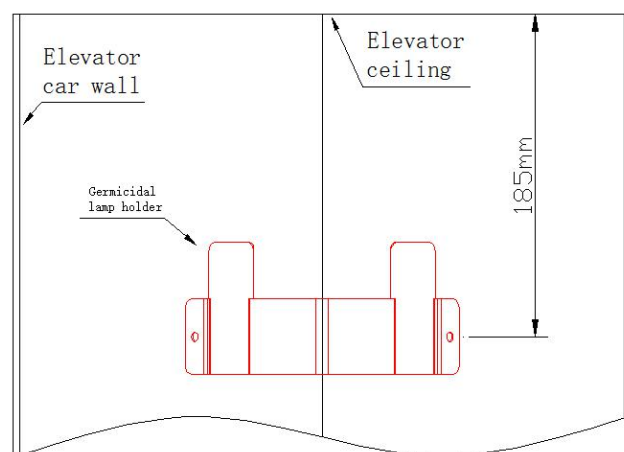 Elevator
car wall
Elevator
ceiling
185mm
Germicidal
lamp holder